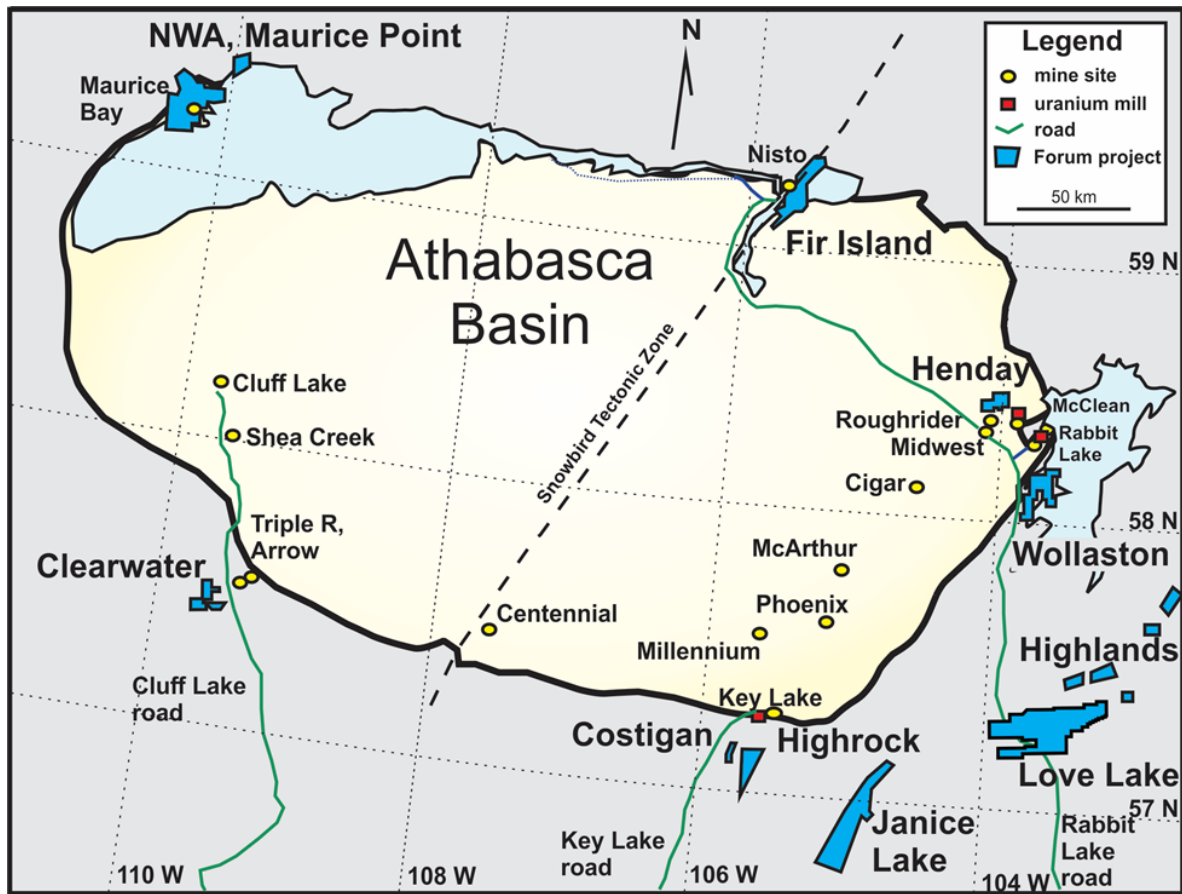 NWA, Maurice Point
Maurice
Bay
N
Legend
mine site
uranium mill
road
Forum project
50 km
Nisto
Fir Island
59 N
Athabasca
Basin
Snowbird Tectonic Zone
Henday
McClean
Rabbit
Lake
Roughrider
Midwest
Cluff Lake
Shea Creek
Cigar
58 N
Triple R,
Arrow
Clearwater
McArthur
Wollaston
Phoenix
Centennial
Millennium
Highlands
Cluff Lake
road
Key Lake
Costigan
Highrock
Love Lake
57 N
Janice
Lake
Key Lake
road
Rabbit
Lake
road
110 W
108 W
106 W
104 W